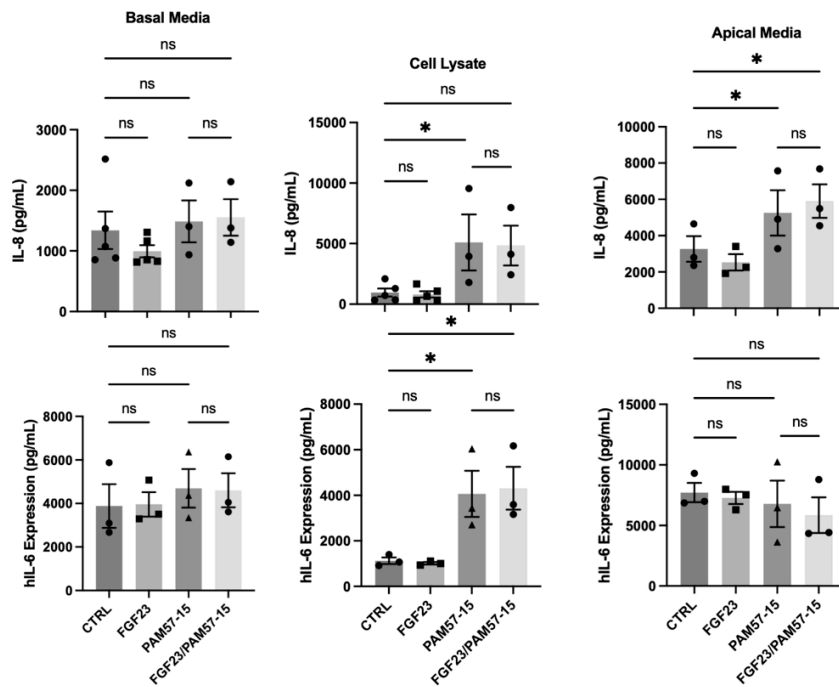 Basal Media
ns
ns
ns
ns
IL-8 (pg/mL)
3000
2000
1000
0
Cell Lysate
ns
*
ns
ns
IL-8 (pg/mL)
15000
10000
5000
0
Apical Media
*
*
ns
ns
IL-8 (pg/mL)
10000
8000
6000
4000
2000
0
ns
ns
ns
ns
hIL-6 Expression (pg/mL)
8000
6000
4000
2000
0
CTRL
FGF23
PAM57-15
FGF23/PAM57-15
*
*
ns
ns
hIL-6 Expression (pg/mL)
8000
6000
4000
2000
0
CTRL
FGF23
PAM57-15
FGF23/PAM57-15
ns
ns
ns
ns
hIL-6 Expression (pg/mL)
15000
10000
5000
0
CTRL
FGF23
PAM57-15
FGF23/PAM57-15